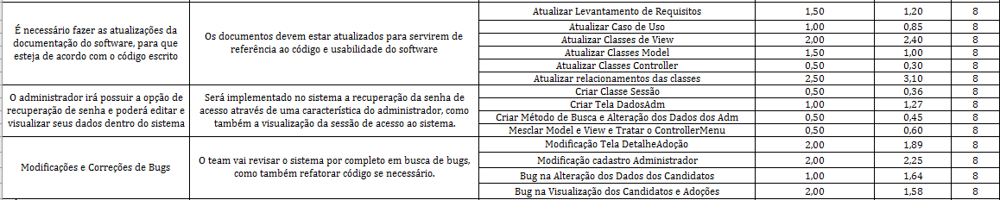 É necessário fazer as atualizações da
documentação do software, para que
esteja de acordo com o código escrito
Os documentos devem estar atualizados para servirem de
referência ao código e usabilidade do software
Atualizar Levantamento de Requisitos 1,50 1,20 8
Atualizar Caso de Uso 1,00 0,85 8
Atualizar Classes de View 2,00 2,40 8
Atualizar Classes Model 1,50 1,00 8
Atualizar Classes Controller 0,50 0,30 8
Atualizar relacionamentos das classes 2,50 3,10 8
O administrador irá possuir a opção de
recuperação de senha e poderá editar e
visualizar seus dados dentro do sistema
Será implementado no sistema a recuperação da senha de
acesso através de uma característica do administrador, como
também a visualização da sessão de acesso ao sistema.
Criar Classe Sessão 0,50 0,36 8
Criar Tela DadosAdm 1,00 1,27 8
Criar Método de Busca e Alteração dos Dados dos Adm 0,50 0,45 8
Mesclar Model e View e Tratar o ControllerMenu 0,50 0,60 8
Modificações e Correções de Bugs
O team vai revisar o sistema por completo em busca de bugs,
como também refatorar código se necessário.
Modificação Tela DetalheAdoção 2,00 1,89 8
Modificação cadastro Administrador 2,00 2,25 8
Bug na Alteração dos Dados dos Candidatos 1,00 1,64 8
Bug na Visualização dos Candidatos e Adoções 2,00 1,58 8